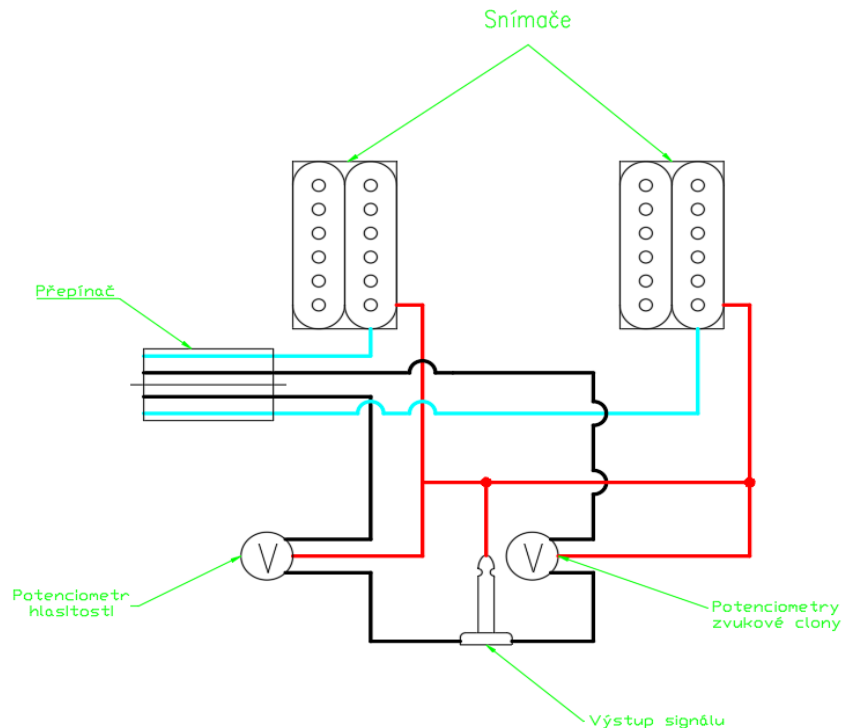 Snímače
Přepínač
V
V
Potenciometr
hlasitosti
Potenciometry
zvukové clony
Výstup signálu